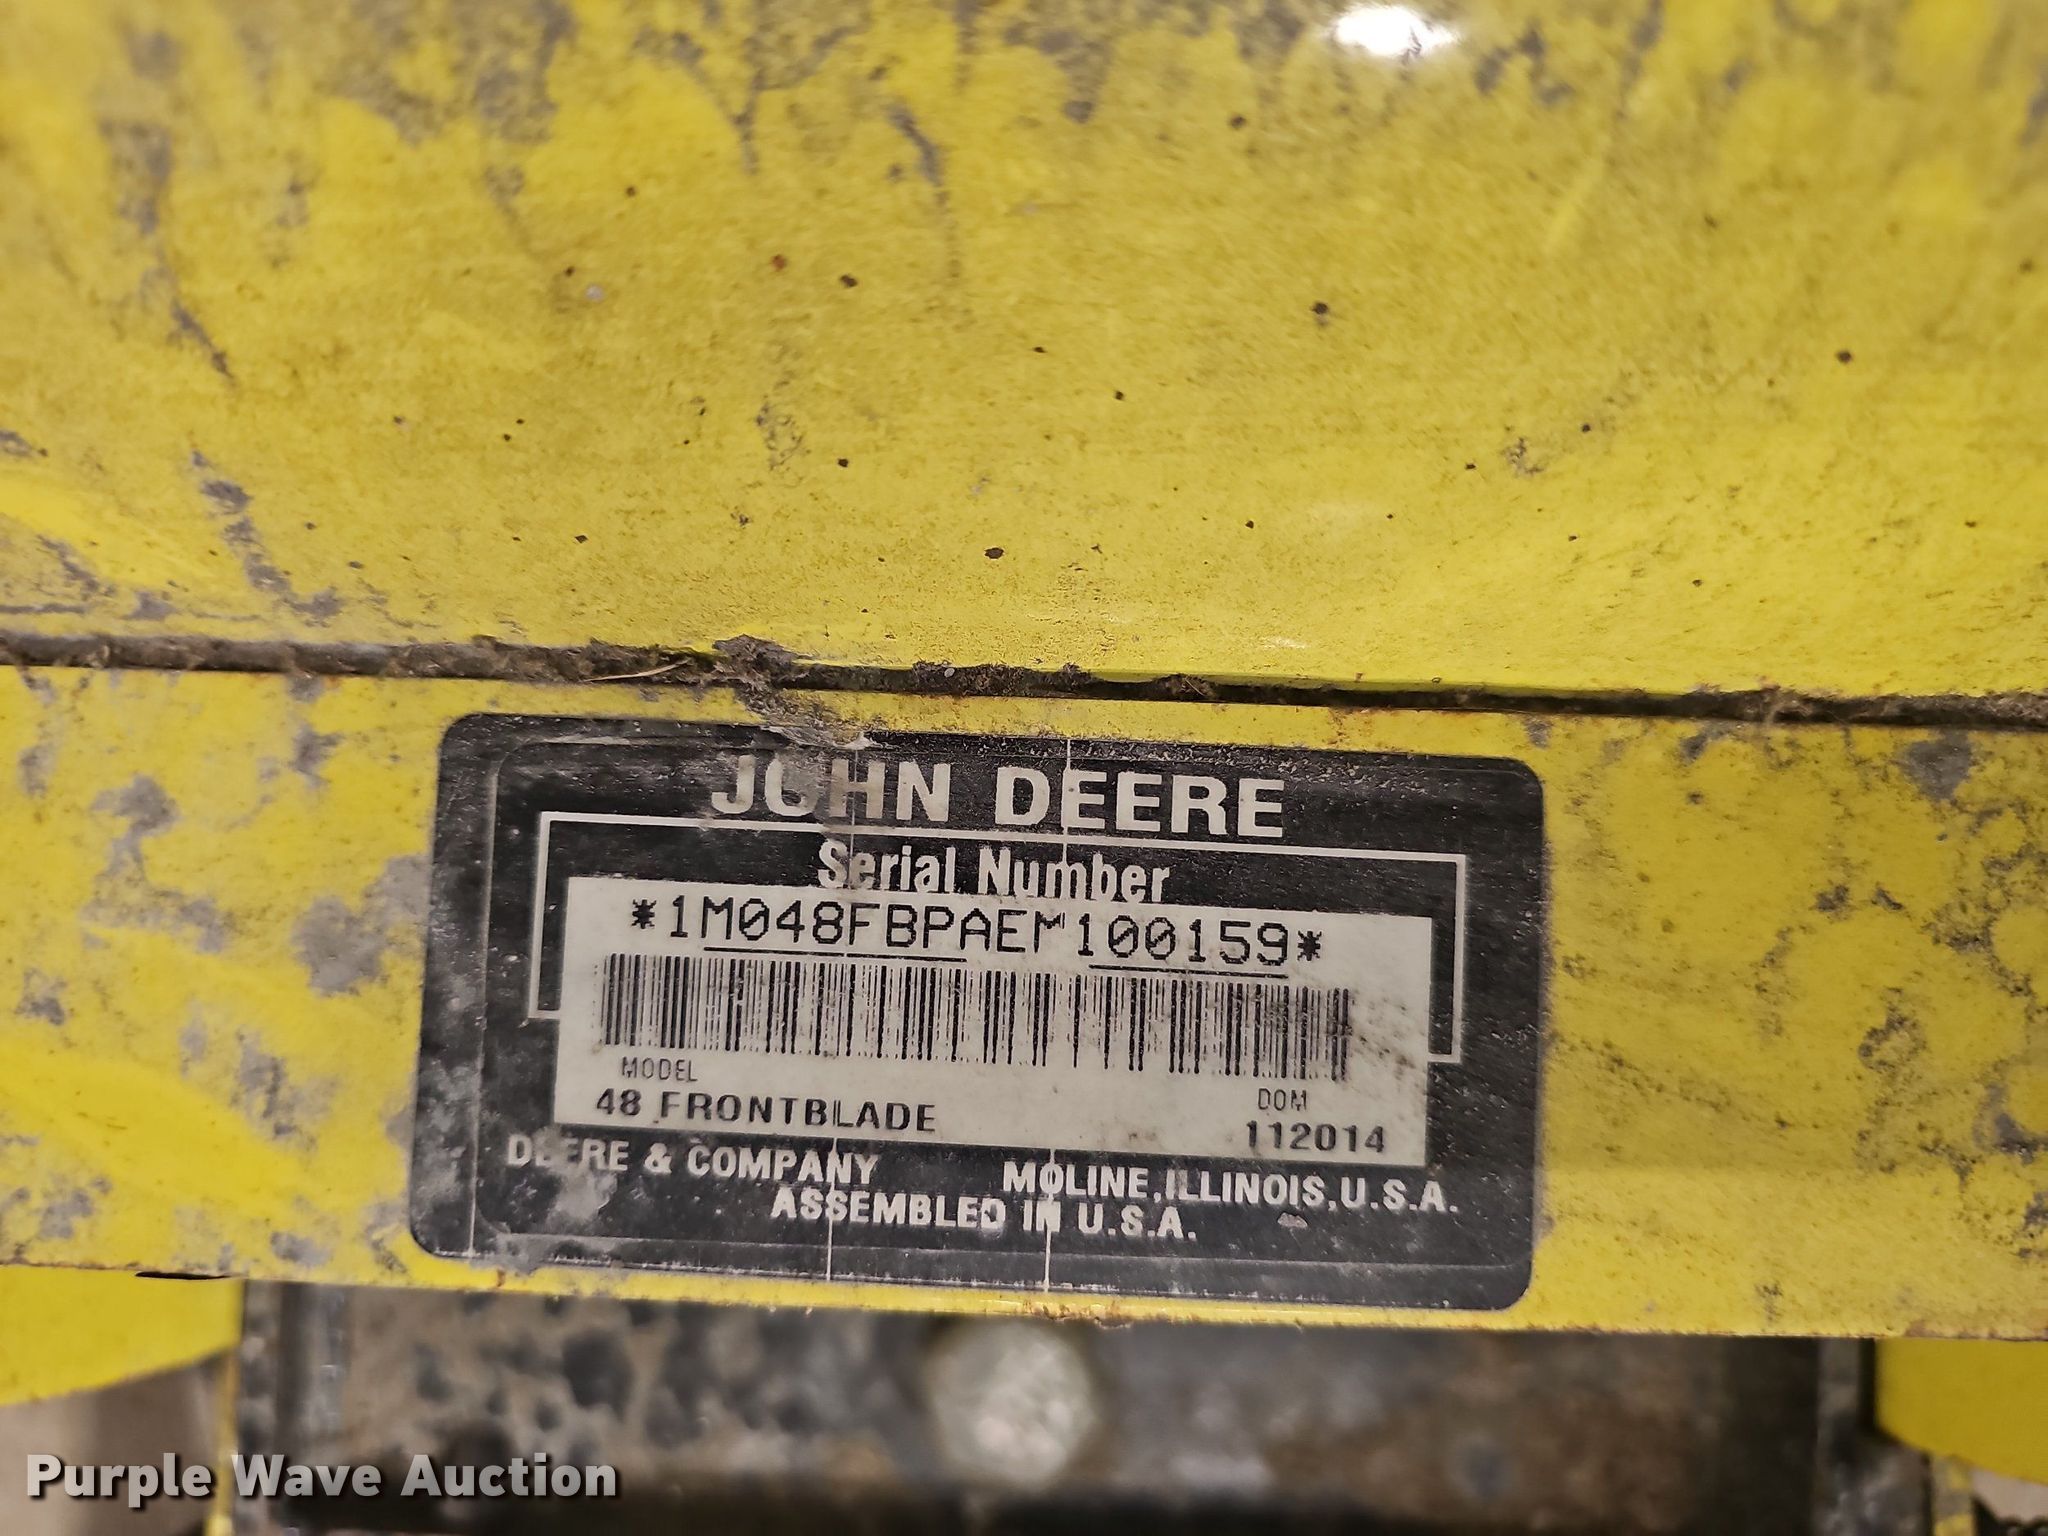 JOHN DEERE
Serial Number
*1M048FBPAEM100159*
MODEL
DOM
48 FRONTBLADE
112014
DEERE & COMPANY MOLINE, ILLINOIS, U.S.A.
ASSEMBLED IN U.S.A.
Purple Wave Auction